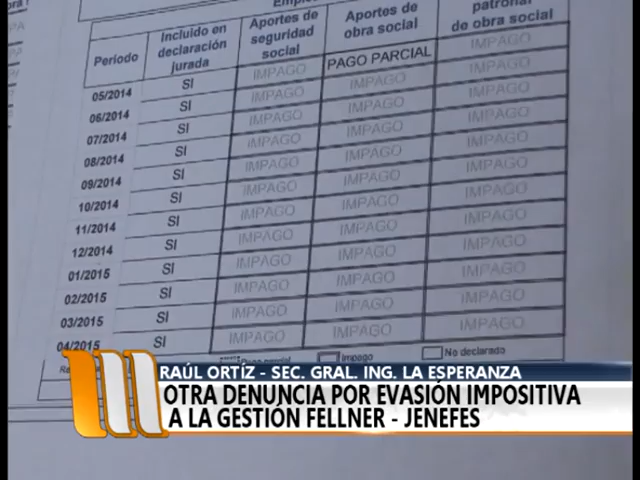 Periodo Incluido en declaración jurada Aportes de seguridad social Aportes de obra social patronal de obra social
05/2014 SI IMPAGO PAGO PARCIAL IMPAGO
06/2014 SI IMPAGO IMPAGO IMPAGO
07/2014 SI IMPAGO IMPAGO IMPAGO
08/2014 SI IMPAGO IMPAGO IMPAGO
09/2014 SI IMPAGO IMPAGO IMPAGO
10/2014 SI IMPAGO IMPAGO IMPAGO
11/2014 SI IMPAGO IMPAGO IMPAGO
12/2014 SI IMPAGO IMPAGO IMPAGO
01/2015 SI IMPAGO IMPAGO IMPAGO
02/2015 SI IMPAGO IMPAGO IMPAGO
03/2015 SI IMPAGO IMPAGO IMPAGO
04/2015 SI IMPAGO IMPAGO IMPAGO
Impago No declarado
RAÚL ORTÍZ - SEC. GRAL. ING. LA ESPERANZA
OTRA DENUNCIA POR EVASIÓN IMPOSITIVA
A LA GESTIÓN FELLNER - JENEFES